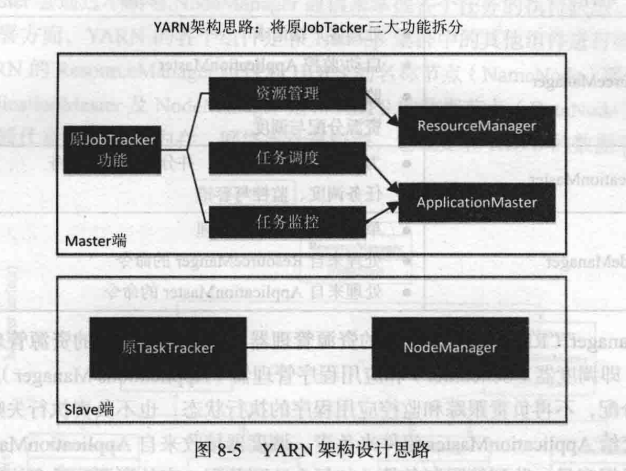 YARN架构思路：将原JobTacker三大功能拆分
原JobTracker
功能
资源管理
任务调度
任务监控
ResourceManager
ApplicationMaster
Master端
原TaskTracker
NodeManager
Slave端
图 8-5 YARN 架构设计思路